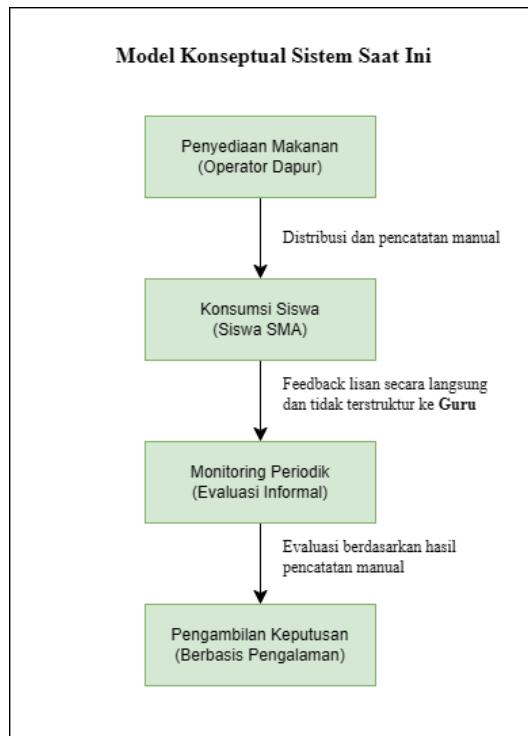 Model Konseptual Sistem Saat Ini
Penyediaan Makanan
(Operator Dapur)
Distribusi dan pencatatan manual
Konsumsi Siswa
(Siswa SMA)
Feedback lisan secara langsung
dan tidak terstruktur ke Guru
Monitoring Periodik
(Evaluasi Informal)
Evaluasi berdasarkan hasil
pencatatan manual
Pengambilan Keputusan
(Berbasis Pengalaman)